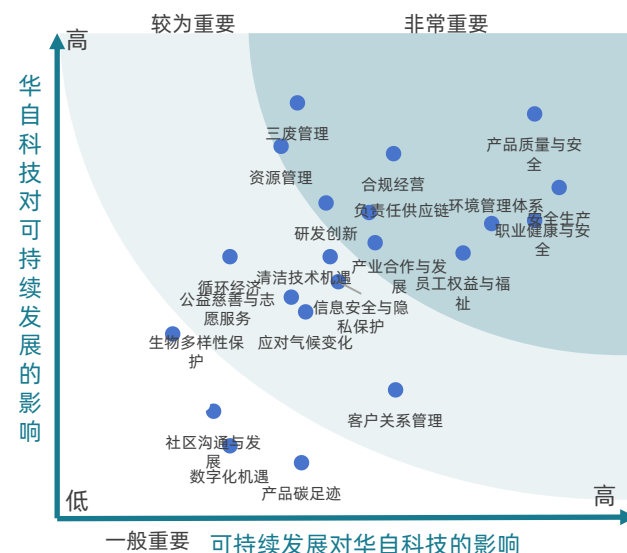 较为重要
非常重要
高
华自科技对可持续发展的影响
三废管理
产品质量与安
全
资源管理
合规经营
负责任供应链
环境管理体系
安全生产
研发创新
职业健康与安
全
产业合作与发
展
清洁技术机遇
员工权益与福
祉
循环经济
公益慈善与志
愿服务
信息安全与隐
私保护
生物多样性保
护
应对气候变化
客户关系管理
社区沟通与发
展
数字化机遇
产品碳足迹
低
高
一般重要
可持续发展对华自科技的影响